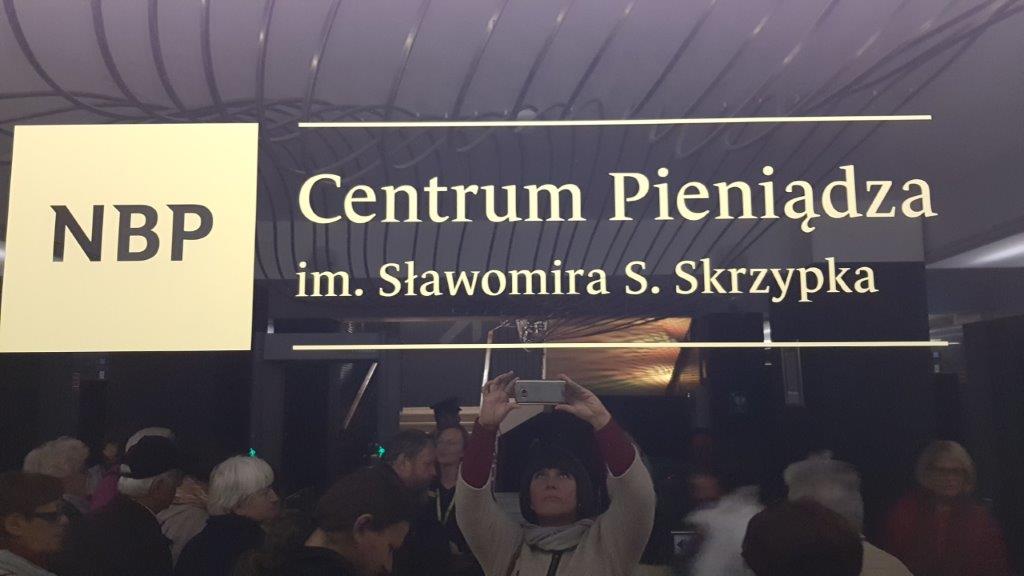 NBP
Centrum Pieniądza
im. Sławomira S. Skrzypka